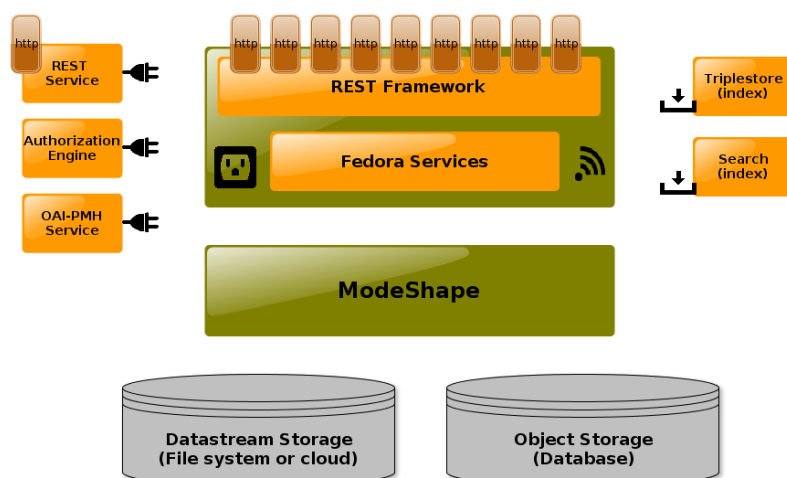 http
http http http http http http http http http
REST
Service
REST Framework
Triplestore
(index)
Authorization
Engine
Fedora Services
Search
(index)
OAI-PMH
Service
ModeShape
Datastream Storage
(File system or cloud)
Object Storage
(Database)